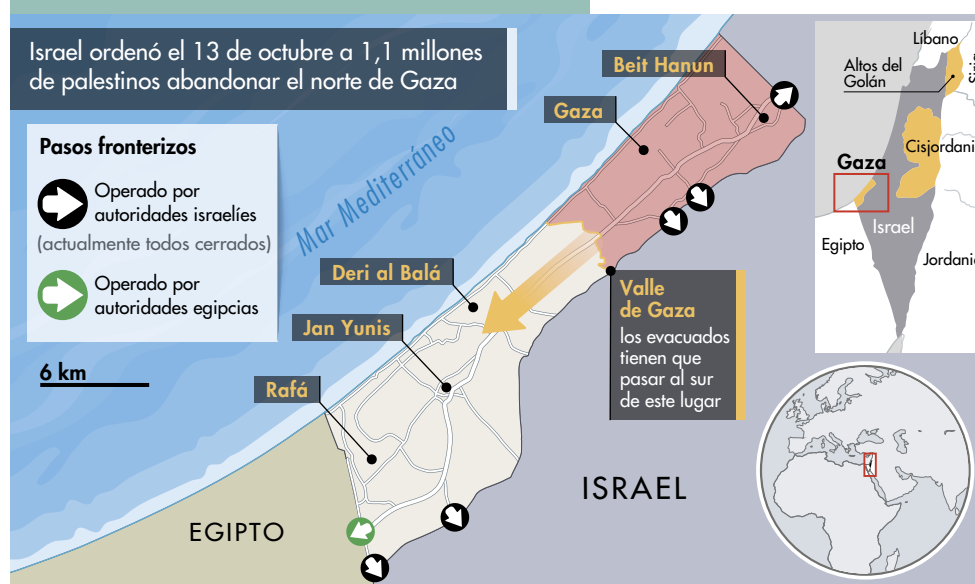 Israel ordenó el 13 de octubre a 1,1 millones
de palestinos abandonar el norte de Gaza
Pasos fronterizos
Operado por
autoridades israelíes
(actualmente todos cerrados)
Operado por
autoridades egipcias
6 km
Mar Mediterráneo
Beit Hanun
Gaza
Deri al Balá
Jan Yunis
Rafá
Valle
de Gaza
los evacuados
tienen que
pasar al sur
de este lugar
ISRAEL
EGIPTO
Líbano
Altos del
Golán
Cisjordani
Gaza
Israel
Egipto
Jordani